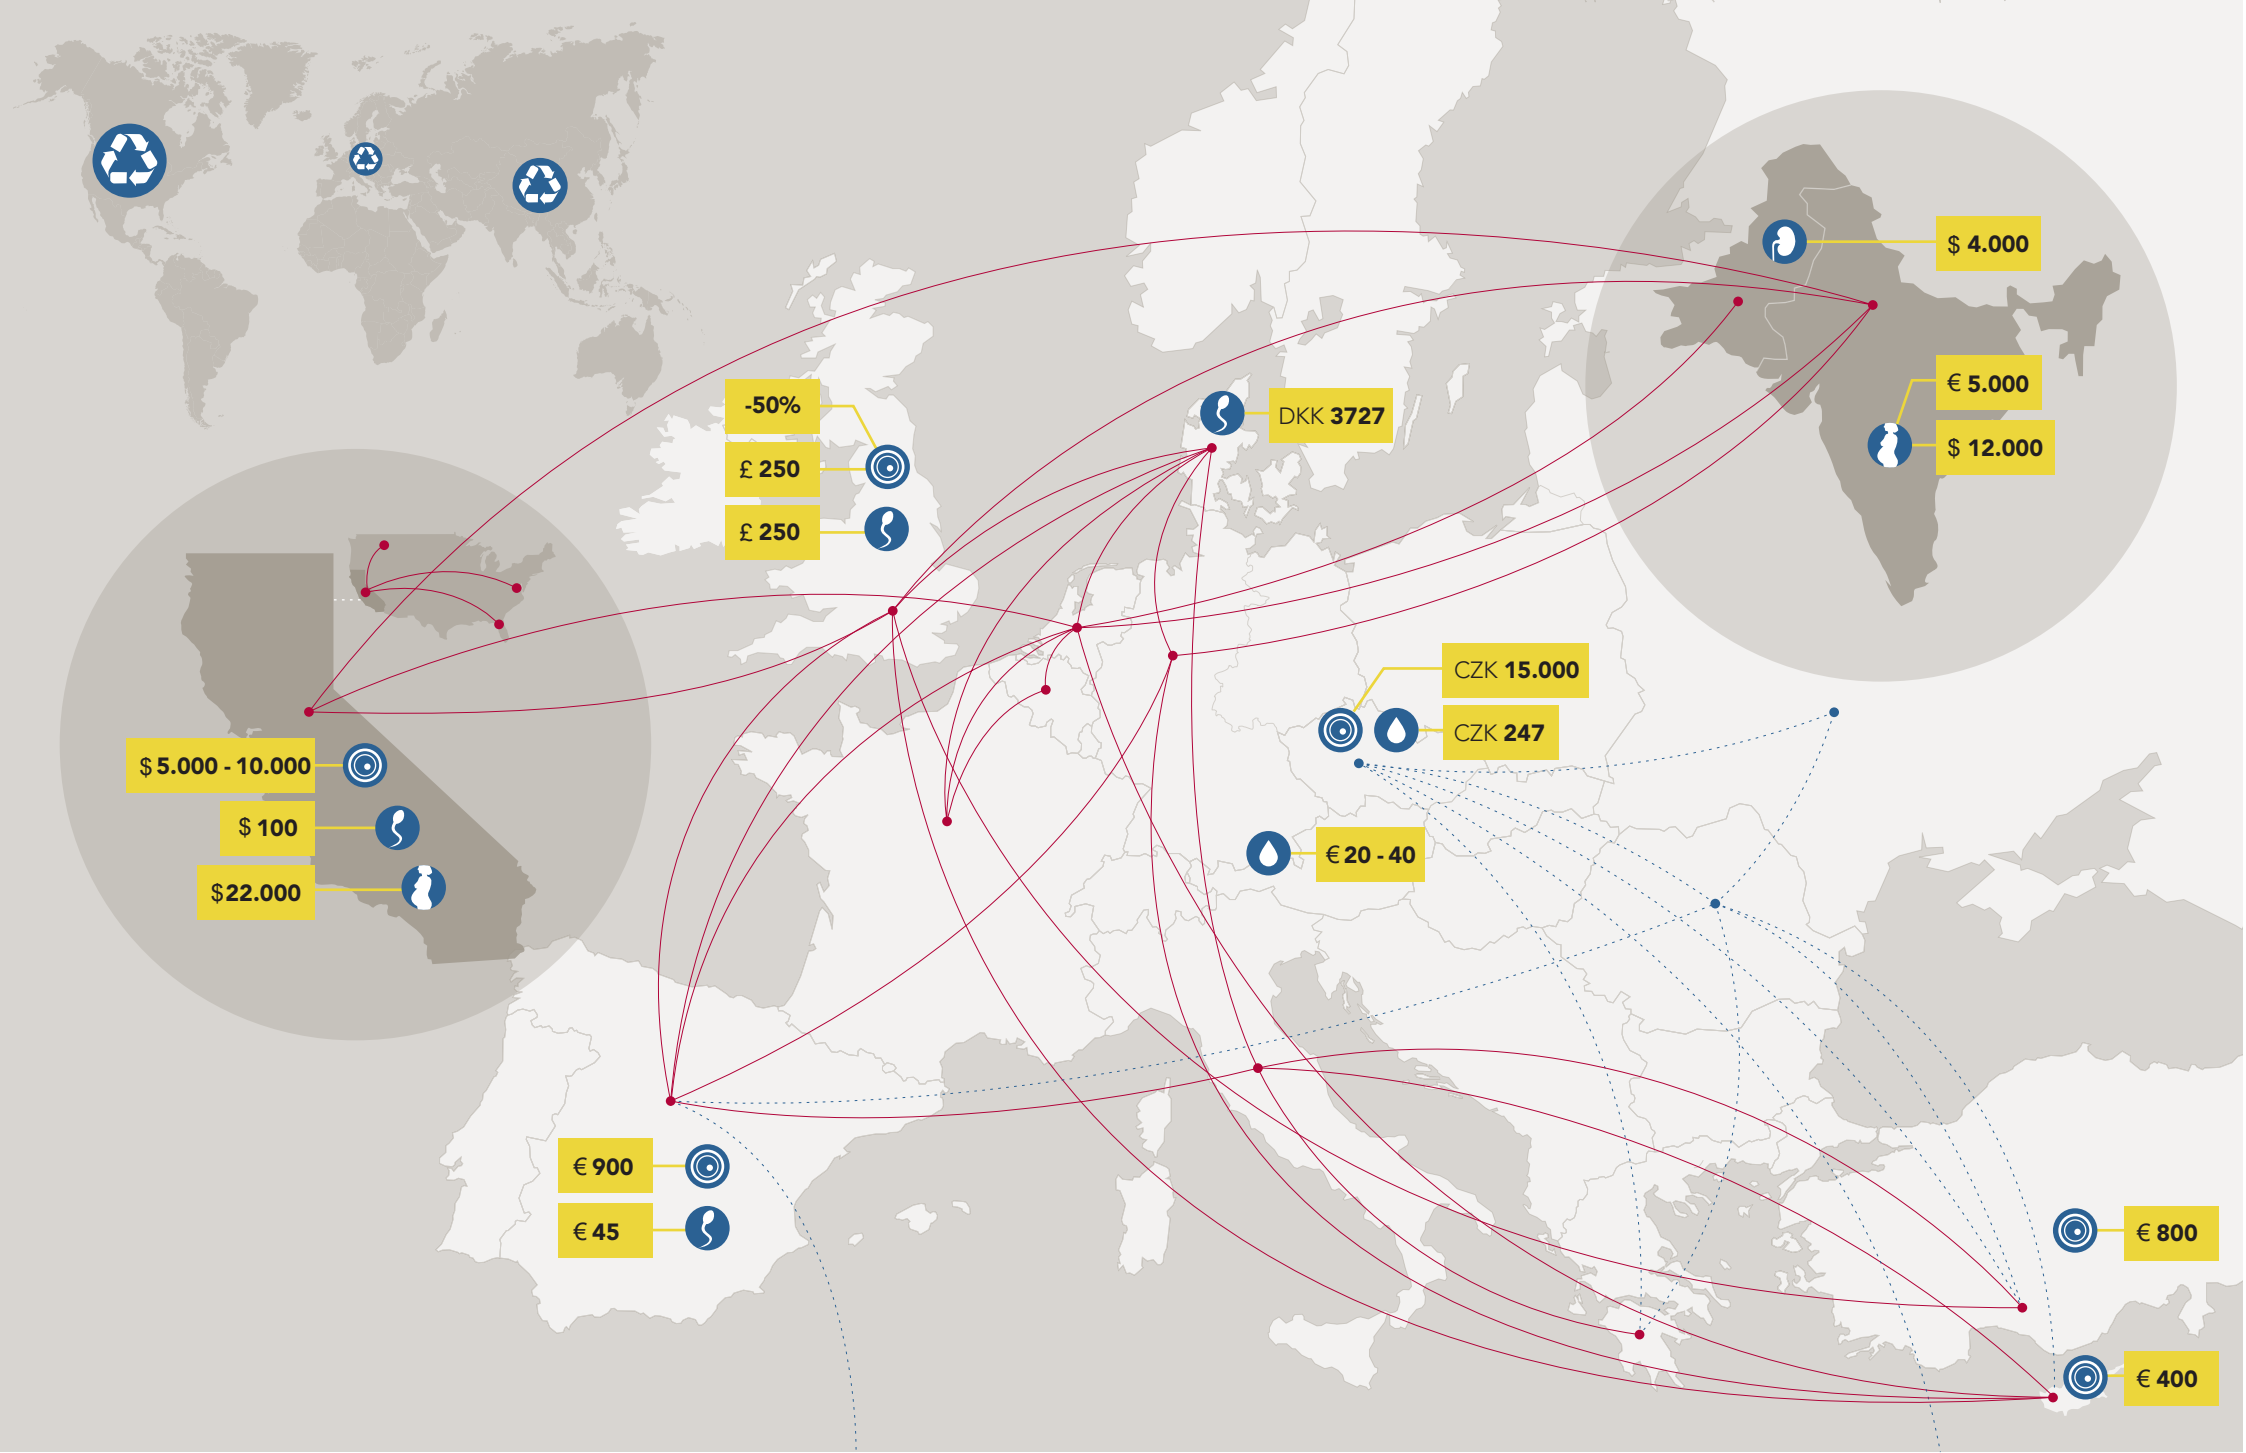 $ 4.000
-50%
£ 250
£ 250
DKK 3727
€ 5.000
$ 12.000
CZK 15.000
CZK 247
$ 5.000 - 10.000
$ 100
$ 22.000
€ 20 - 40
€ 900
€ 45
€ 800
€ 400